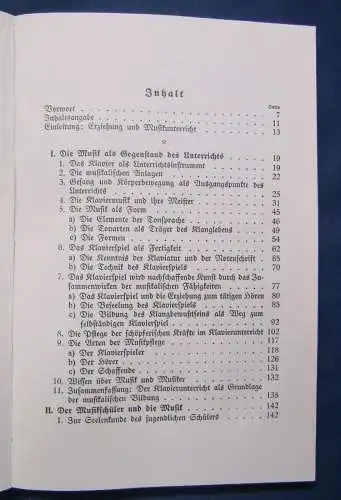 Inhalt
Seite
Vorwort 7
Inhaltsangabe 11
Einleitung: Erziehung und Musikunterricht 13
I. Die Musik als Gegenstand des Unterrichts 19
1. Das Klavier als Unterrichtsinstrument 19
2. Die musikalischen Anlagen 22
3. Gesang und Körperbewegung als Ausgangspunkte des
Unterrichts 25
4. Die Klaviermusik und ihre Meister 31
5. Die Musik als Form 45
a) Die Elemente der Tonsprache 45
b) Die Tonarten als Träger des Klanglebens 51
c) Die Formen 54
6. Das Klavierspiel als Fertigkeit 62
a) Die Kenntnis der Klaviatur und der Notenschrift 65
b) Die Technik des Klavierspiels 70
7. Das Klavierspiel wird nachschaffende Kunst durch das Zu-
sammenwirken der musikalischen Fähigkeiten 77
a) Das Klavierspiel und die Erziehung zum tätigen Hören 80
b) Die Beseelung des Klavierspiels 85
c) Die Bildung des Klangbewußtseins als Weg zum
selbständigen Klavierspiel 92
8. Die Pflege der schöpferischen Kräfte im Klavierunterricht 102
9. Die Arten der Musikpflege 117
a) Der Klavierspieler 118
b) Der Hörer 126
c) Der Schaffende 131
10. Wissen über Musik und Musiker 136
11. Zusammenfassung: Der Klavierunterricht als Grundlage
der musikalischen Bildung 138
II. Der Musikschüler und die Musik 142
1. Zur Seelenkunde des jugendlichen Schülers 142